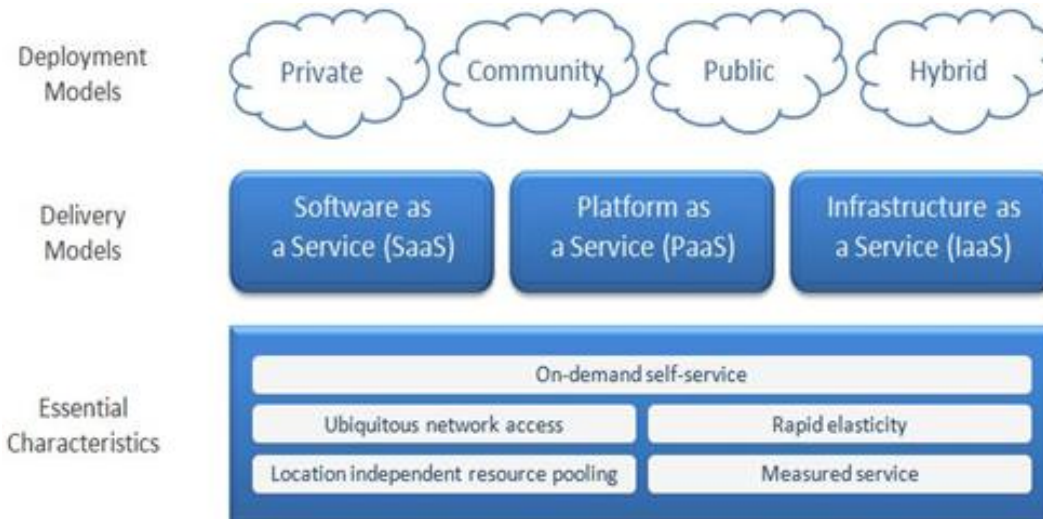 Deployment
Models
Private
Community
Public
Hybrid
Delivery
Models
Software as
a Service (SaaS)
Platform as
a Service (PaaS)
Infrastructure as
a Service (IaaS)
Essential
Characteristics
On-demand self-service
Ubiquitous network access
Rapid elasticity
Location independent resource pooling
Measured service